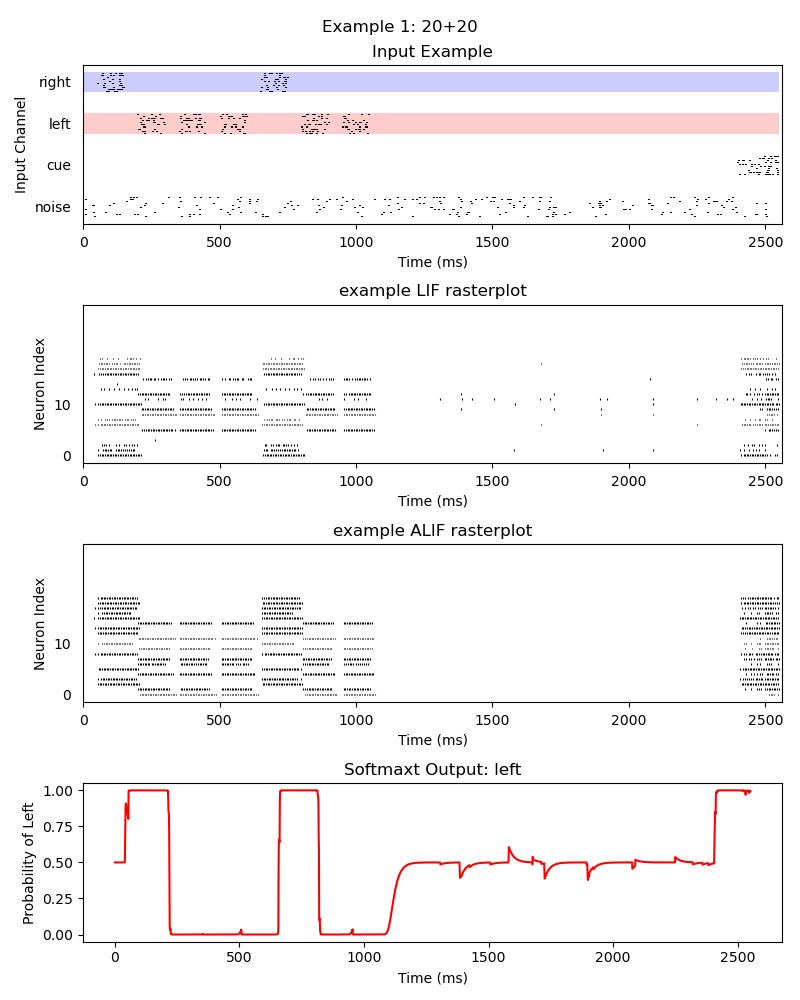 Example 1: 20+20
Input Example
Input Channel
right
left
cue
noise
0 500 1000 1500 2000 2500
Time (ms)
example LIF rasterplot
Neuron Index
10
0
0 500 1000 1500 2000 2500
Time (ms)
example ALIF rasterplot
Neuron Index
10
0
0 500 1000 1500 2000 2500
Time (ms)
Softmaxt Output: left
Probability of Left
1.00
0.75
0.50
0.25
0.00
0 500 1000 1500 2000 2500
Time (ms)